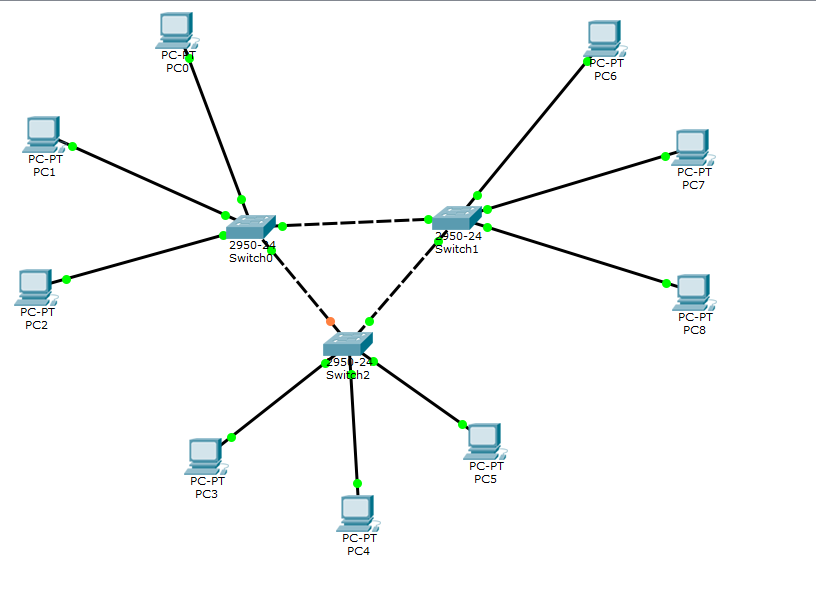 PC-PT
PC0
PC-PT
PC6
PC-PT
PC1
PC-PT
PC7
2950-24
Switch0
2950-24
Switch1
PC-PT
PC2
PC-PT
PC8
2950-24
Switch2
PC-PT
PC3
PC-PT
PC5
PC-PT
PC4